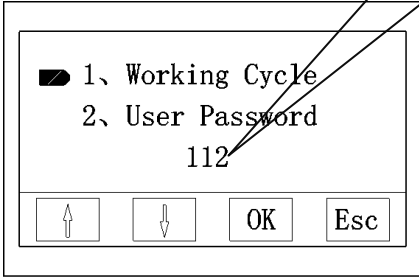 1、Working Cycle
2、User Password
112
↑ ↓ OK Esc